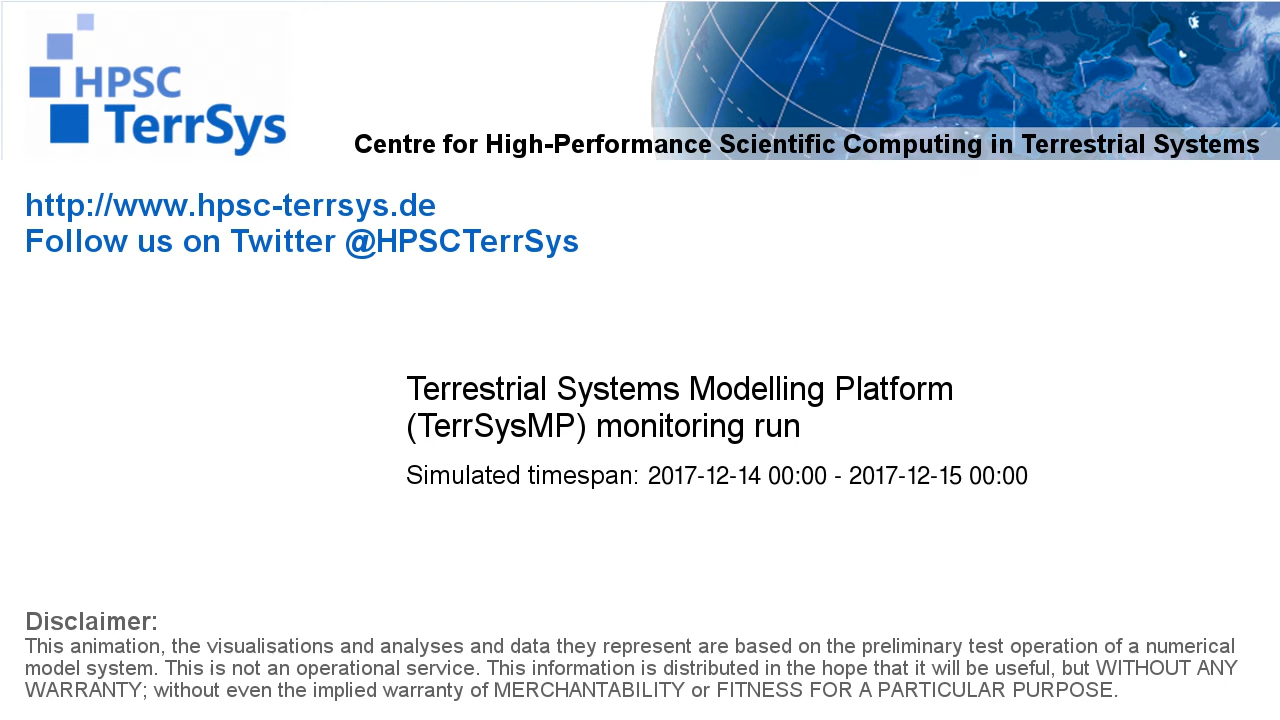 HPSC
TerrSys
Centre for High-Performance Scientific Computing in Terrestrial Systems
http://www.hpsc-terrsys.de
Follow us on Twitter @HPSCTerrSys
Terrestrial Systems Modelling Platform
(TerrSysMP) monitoring run
Simulated timespan: 2017-12-14 00:00 - 2017-12-15 00:00
Disclaimer:
This animation, the visualisations and analyses and data they represent are based on the preliminary test operation of a numerical
model system. This is not an operational service. This information is distributed in the hope that it will be useful, but WITHOUT ANY
WARRANTY; without even the implied warranty of MERCHANTABILITY or FITNESS FOR A PARTICULAR PURPOSE.